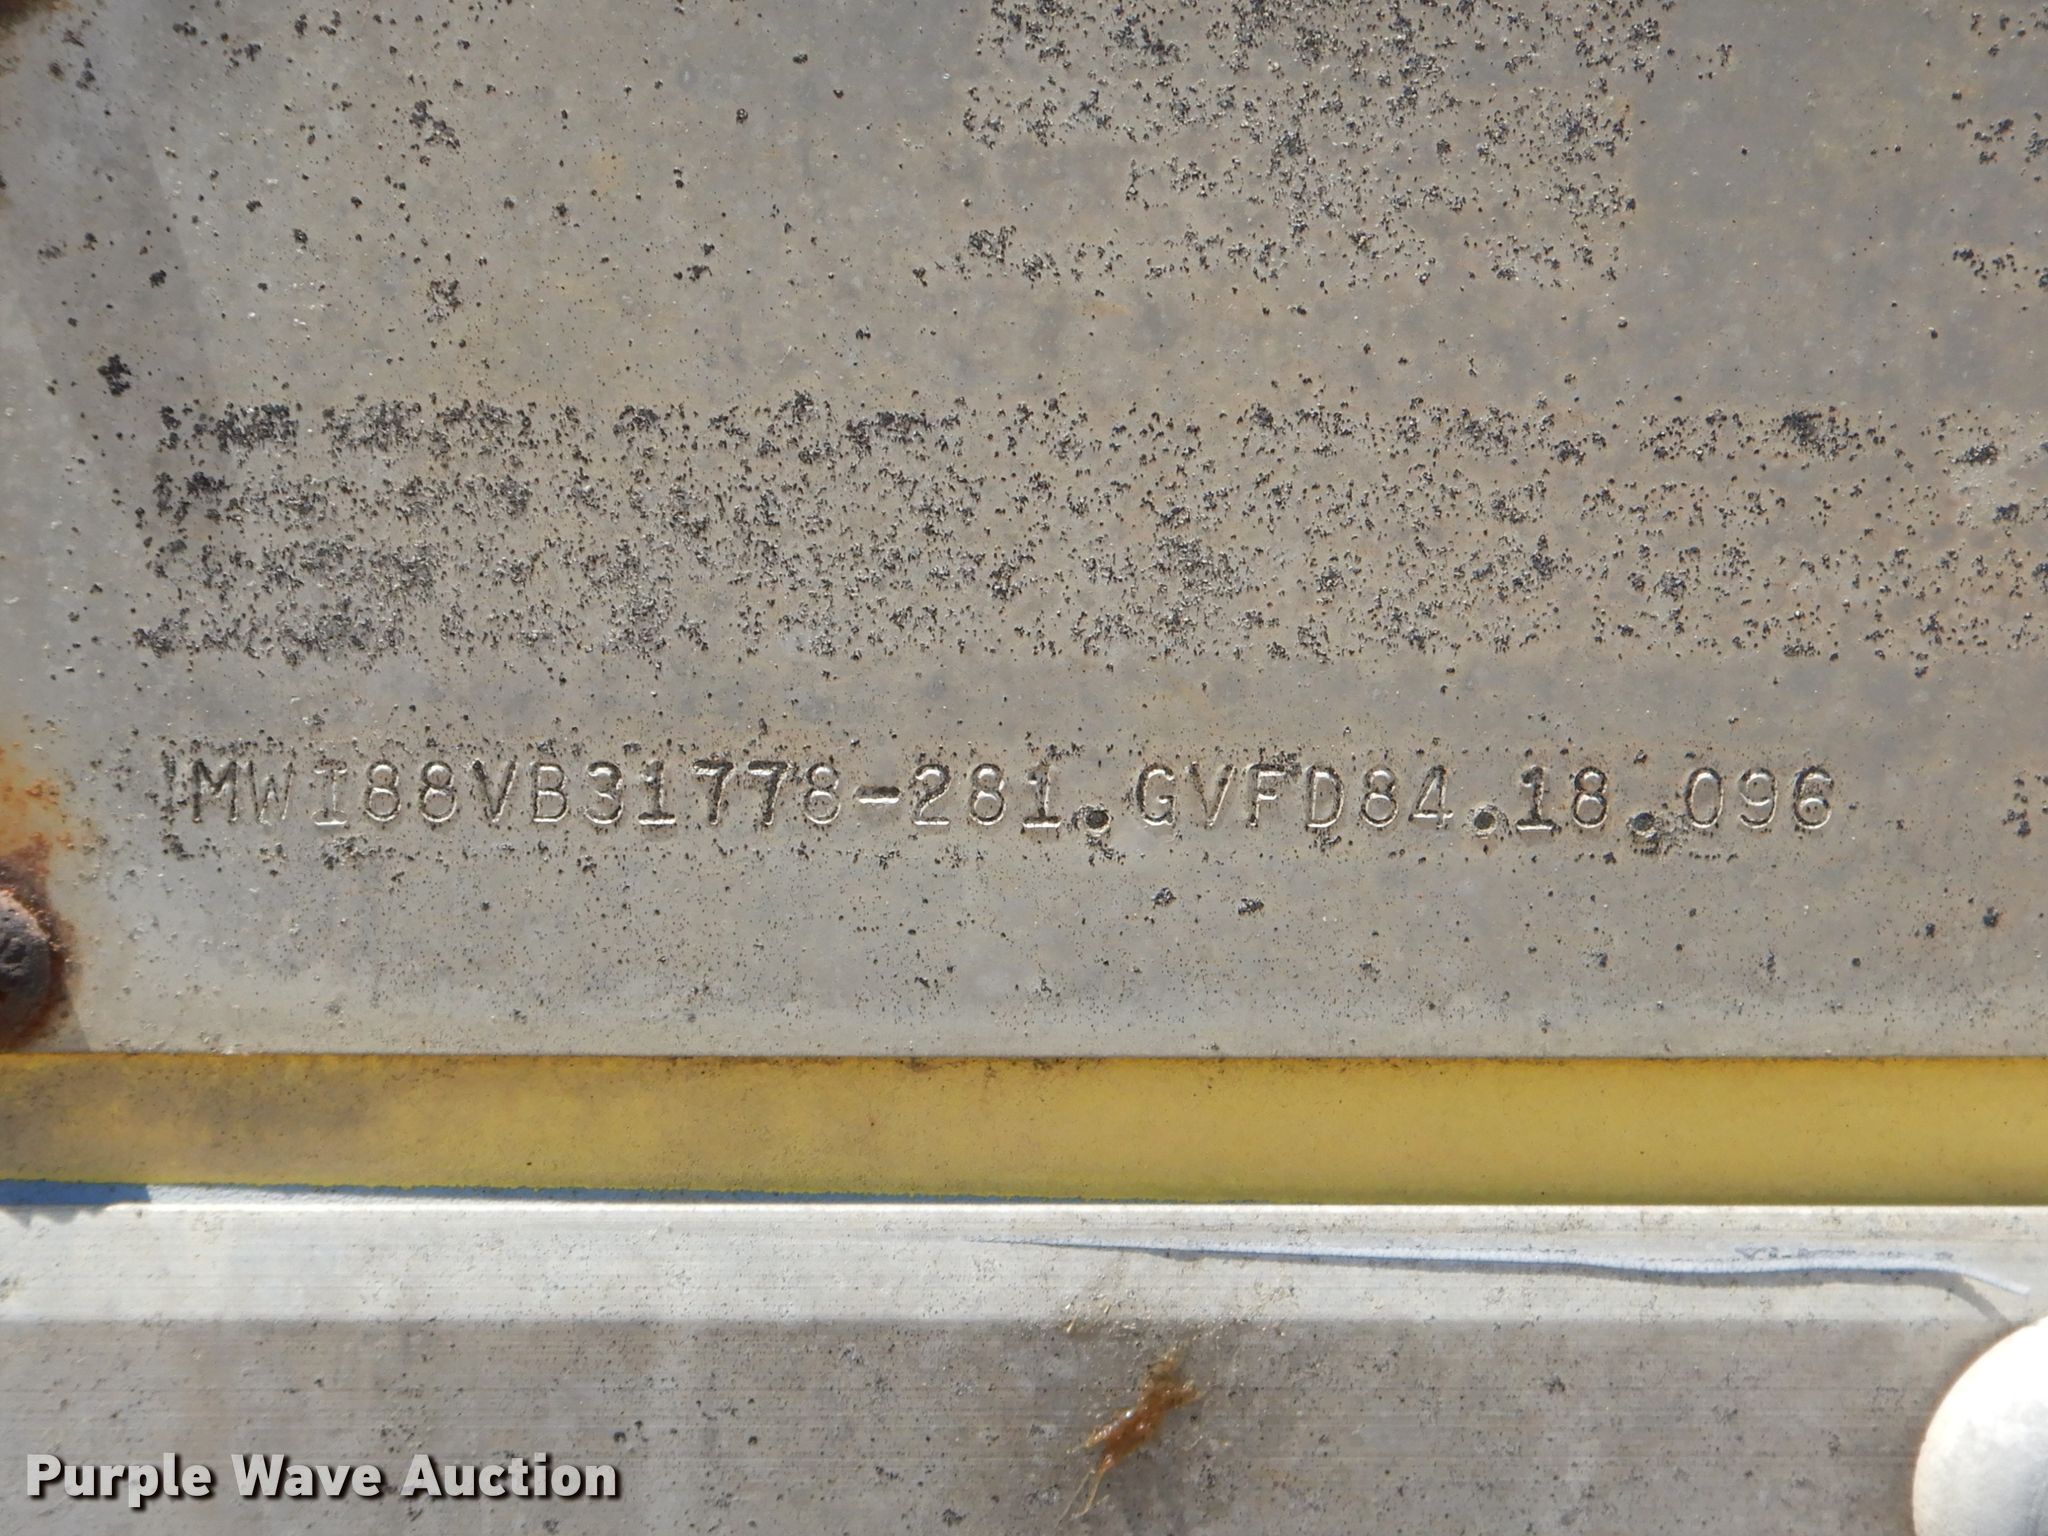 MWI88VB31778-281.GVFD84.18.096
Purple Wave Auction